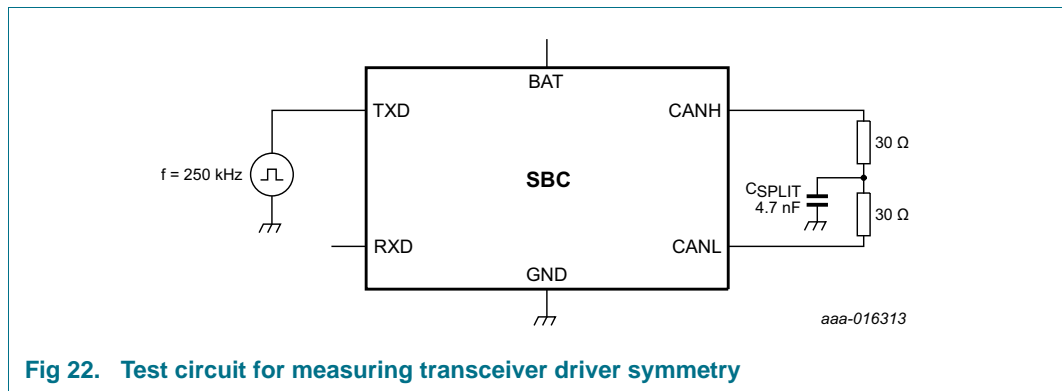 BAT
TXD
CANH
30 Ω
f = 250 kHz
SBC
CSPLIT
4.7 nF
30 Ω
RXD
CANL
GND
aaa-016313
Fig 22. Test circuit for measuring transceiver driver symmetry